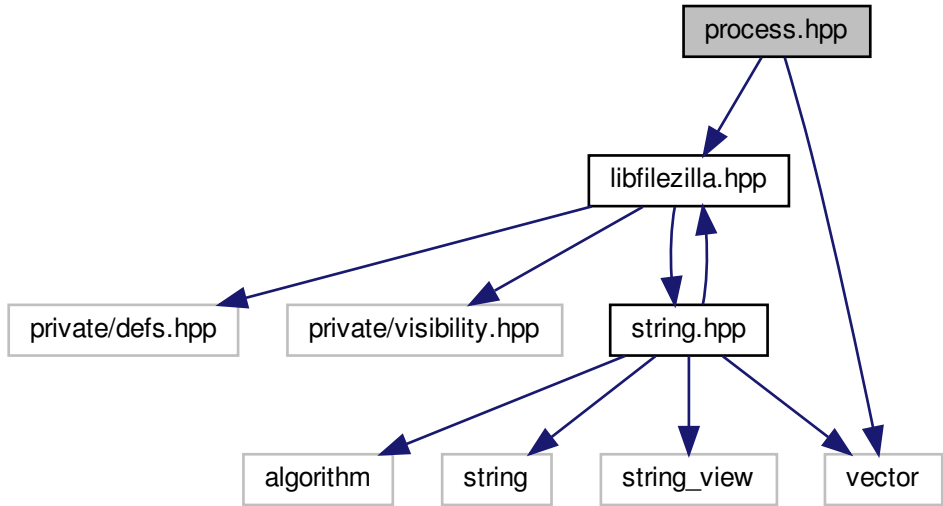 process.hpp
libfilezilla.hpp
private/defs.hpp
private/visibility.hpp
string.hpp
algorithm
string
string_view
vector